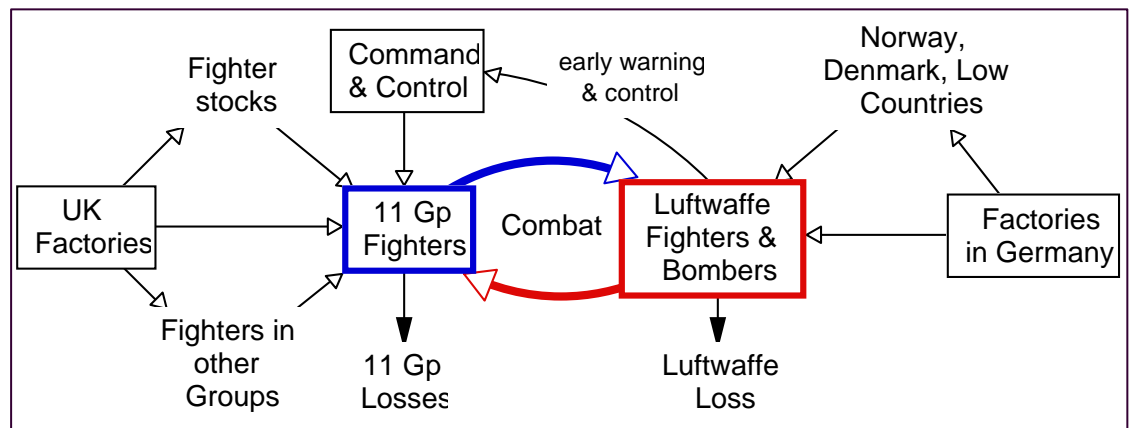 Fighter
stocks
Command
& Control
early warning
& control
Norway,
Denmark, Low
Countries
UK
Factories
11 Gp
Fighters
Combat
Luftwaffe
Fighters &
Bombers
Factories
in Germany
Fighters in
other
Groups
11 Gp
Losses
Luftwaffe
Loss